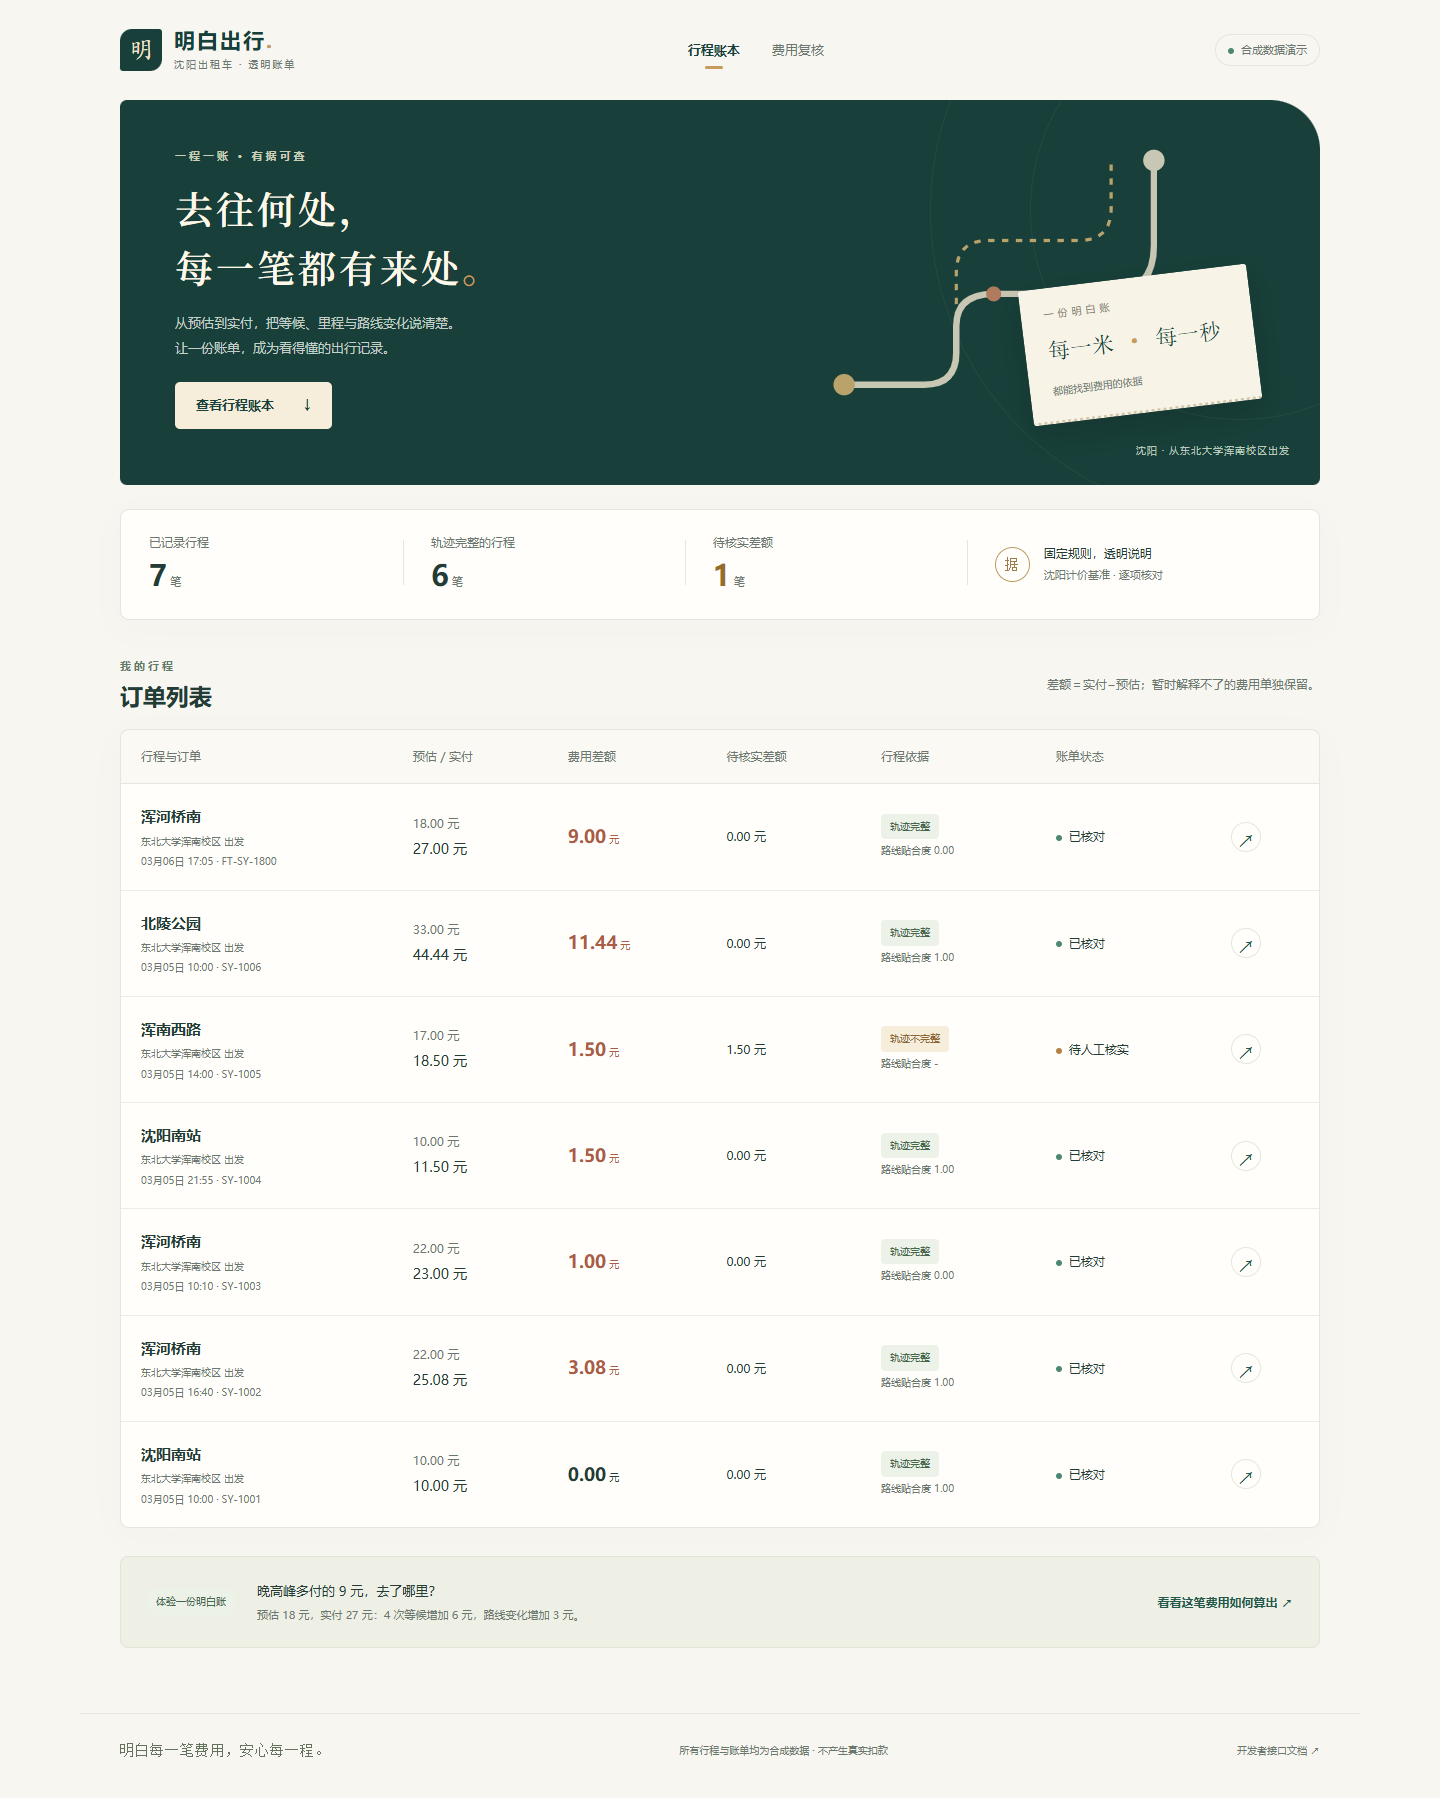 明
明白出行.
沈阳出租车 · 透明账单
行程账本
费用复核
合成数据演示
一程一账 • 有据可查
去往何处，
每一笔都有来处。
从预估到实付，把等候、里程与路线变化说清楚。
让一份账单，成为看得懂的出行记录。
查看行程账本 ↓
一份明白账
每一米 • 每一秒
都能找到费用的依据
沈阳 · 从东北大学浑南校区出发
已记录行程
7 笔
轨迹完整的行程
6 笔
待核实差额
1 笔
据
固定规则，透明说明
沈阳计价基准 · 逐项核对
我的行程
订单列表
差额=实付−预估；暂时解释不了的费用单独保留。
行程与订单
预估 / 实付
费用差额
待核实差额
行程依据
账单状态
浑河桥南
东北大学浑南校区 出发
03月06日 17:05 · FT-SY-1800
18.00 元
27.00 元
9.00 元
0.00 元
轨迹完整
路线贴合度 0.00
已核对
↗
北陵公园
东北大学浑南校区 出发
03月05日 10:00 · SY-1006
33.00 元
44.44 元
11.44 元
0.00 元
轨迹完整
路线贴合度 1.00
已核对
↗
浑南西路
东北大学浑南校区 出发
03月05日 14:00 · SY-1005
17.00 元
18.50 元
1.50 元
1.50 元
轨迹不完整
路线贴合度 -
待人工核实
↗
沈阳南站
东北大学浑南校区 出发
03月05日 21:55 · SY-1004
10.00 元
11.50 元
1.50 元
0.00 元
轨迹完整
路线贴合度 1.00
已核对
↗
浑河桥南
东北大学浑南校区 出发
03月05日 10:10 · SY-1003
22.00 元
23.00 元
1.00 元
0.00 元
轨迹完整
路线贴合度 0.00
已核对
↗
浑河桥南
东北大学浑南校区 出发
03月05日 16:40 · SY-1002
22.00 元
25.08 元
3.08 元
0.00 元
轨迹完整
路线贴合度 1.00
已核对
↗
沈阳南站
东北大学浑南校区 出发
03月05日 10:00 · SY-1001
10.00 元
10.00 元
0.00 元
0.00 元
轨迹完整
路线贴合度 1.00
已核对
↗
体验一份明白账
晚高峰多付的 9 元，去了哪里？
预估 18 元，实付 27 元：4 次等候增加 6 元，路线变化增加 3 元。
看看这笔费用如何算出 ↗
明白每一笔费用，安心每一程。
所有行程与账单均为合成数据 · 不产生真实扣款
开发者接口文档 ↗